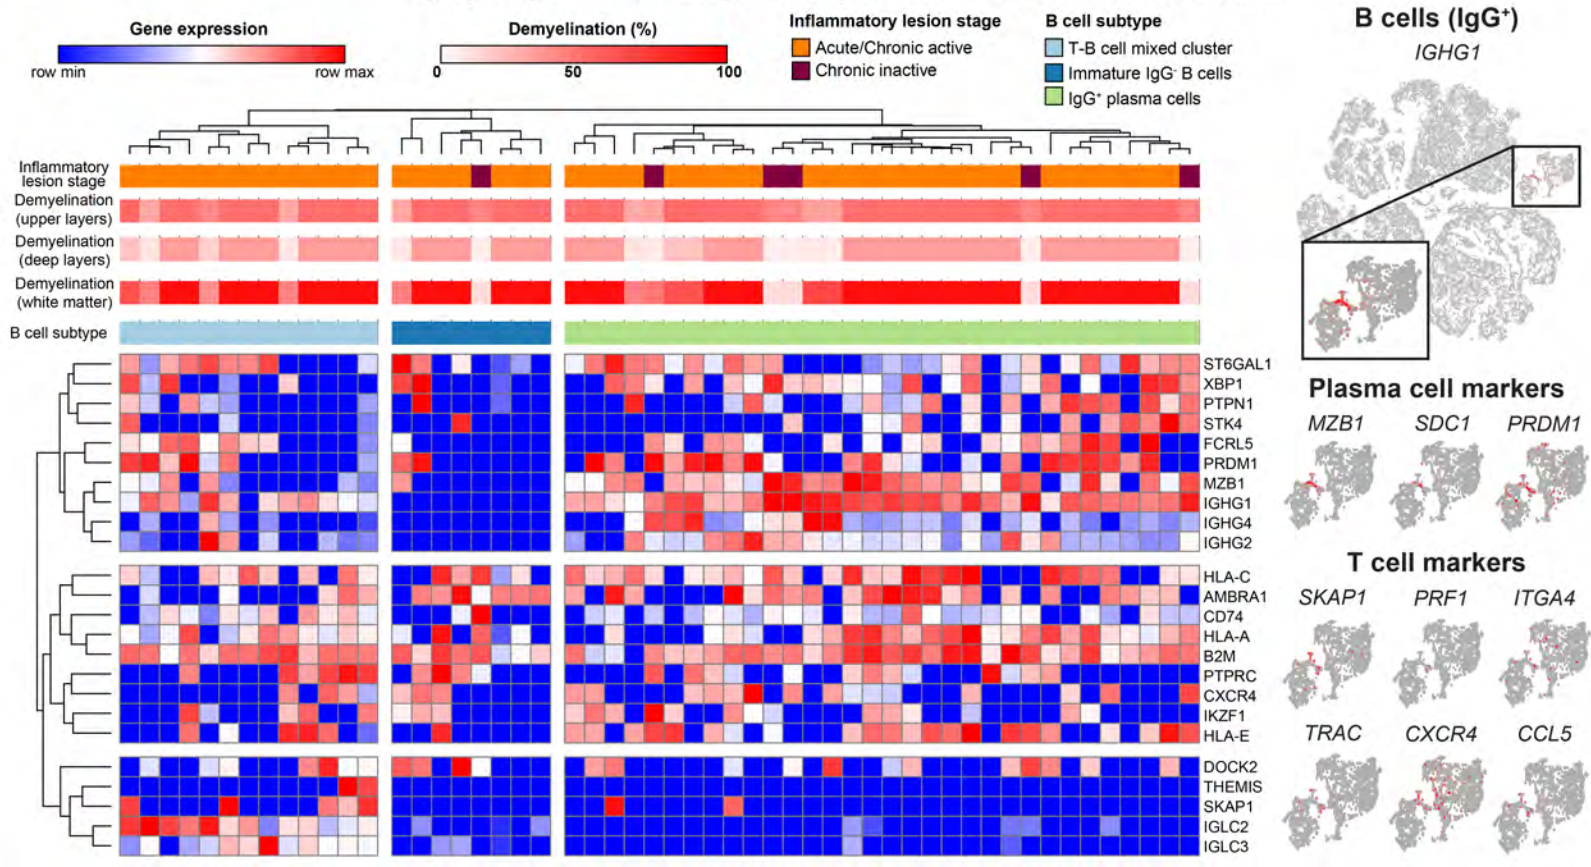 Gene expression
row min
row max
Demyelination (%)
0
50
100
Inflammatory lesion stage
Acute/Chronic active
Chronic inactive
B cell subtype
T-B cell mixed cluster
Immature IgG- B cells
IgG+ plasma cells
Inflammatory
lesion stage
Demyelination
(upper layers)
Demyelination
(deep layers)
Demyelination
(white matter)
B cell subtype
ST6GAL1
XBP1
PTPN1
STK4
FCRL5
PRDM1
MZB1
IGHG1
IGHG4
IGHG2
HLA-C
AMBRA1
CD74
HLA-A
B2M
PTPRC
CXCR4
IKZF1
HLA-E
DOCK2
THEMIS
SKAP1
IGLC2
IGLC3
B cells (IgG+)
IGHG1
Plasma cell markers
MZB1 SDC1 PRDM1
T cell markers
SKAP1 PRF1 ITGA4
TRAC CXCR4 CCL5